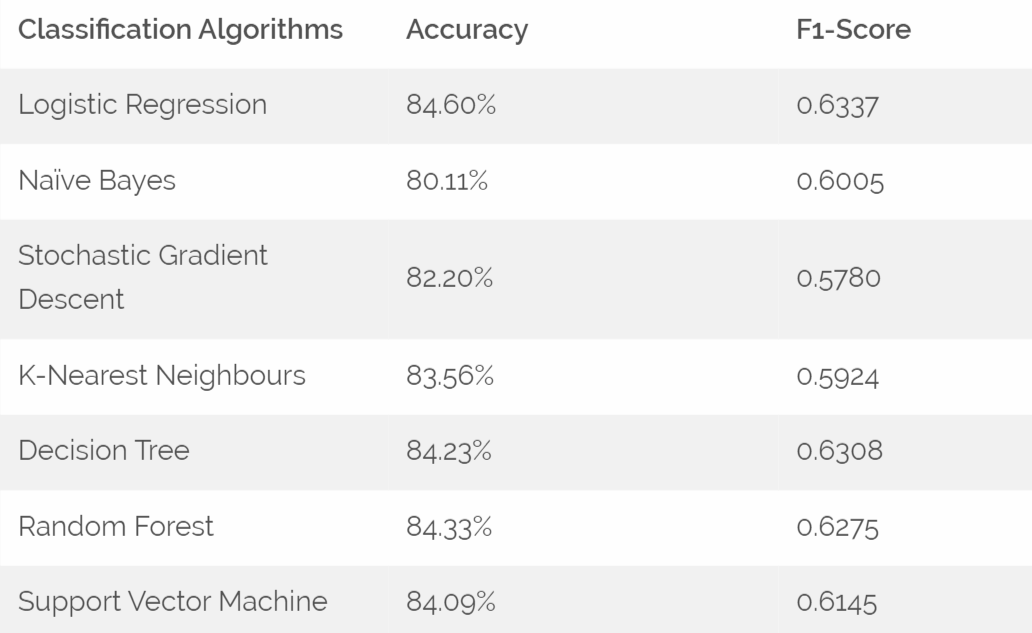 Classification Algorithms Accuracy F1-Score
Logistic Regression 84.60% 0.6337
Naïve Bayes 80.11% 0.6005
Stochastic Gradient
Descent 82.20% 0.5780
K-Nearest Neighbours 83.56% 0.5924
Decision Tree 84.23% 0.6308
Random Forest 84.33% 0.6275
Support Vector Machine 84.09% 0.6145